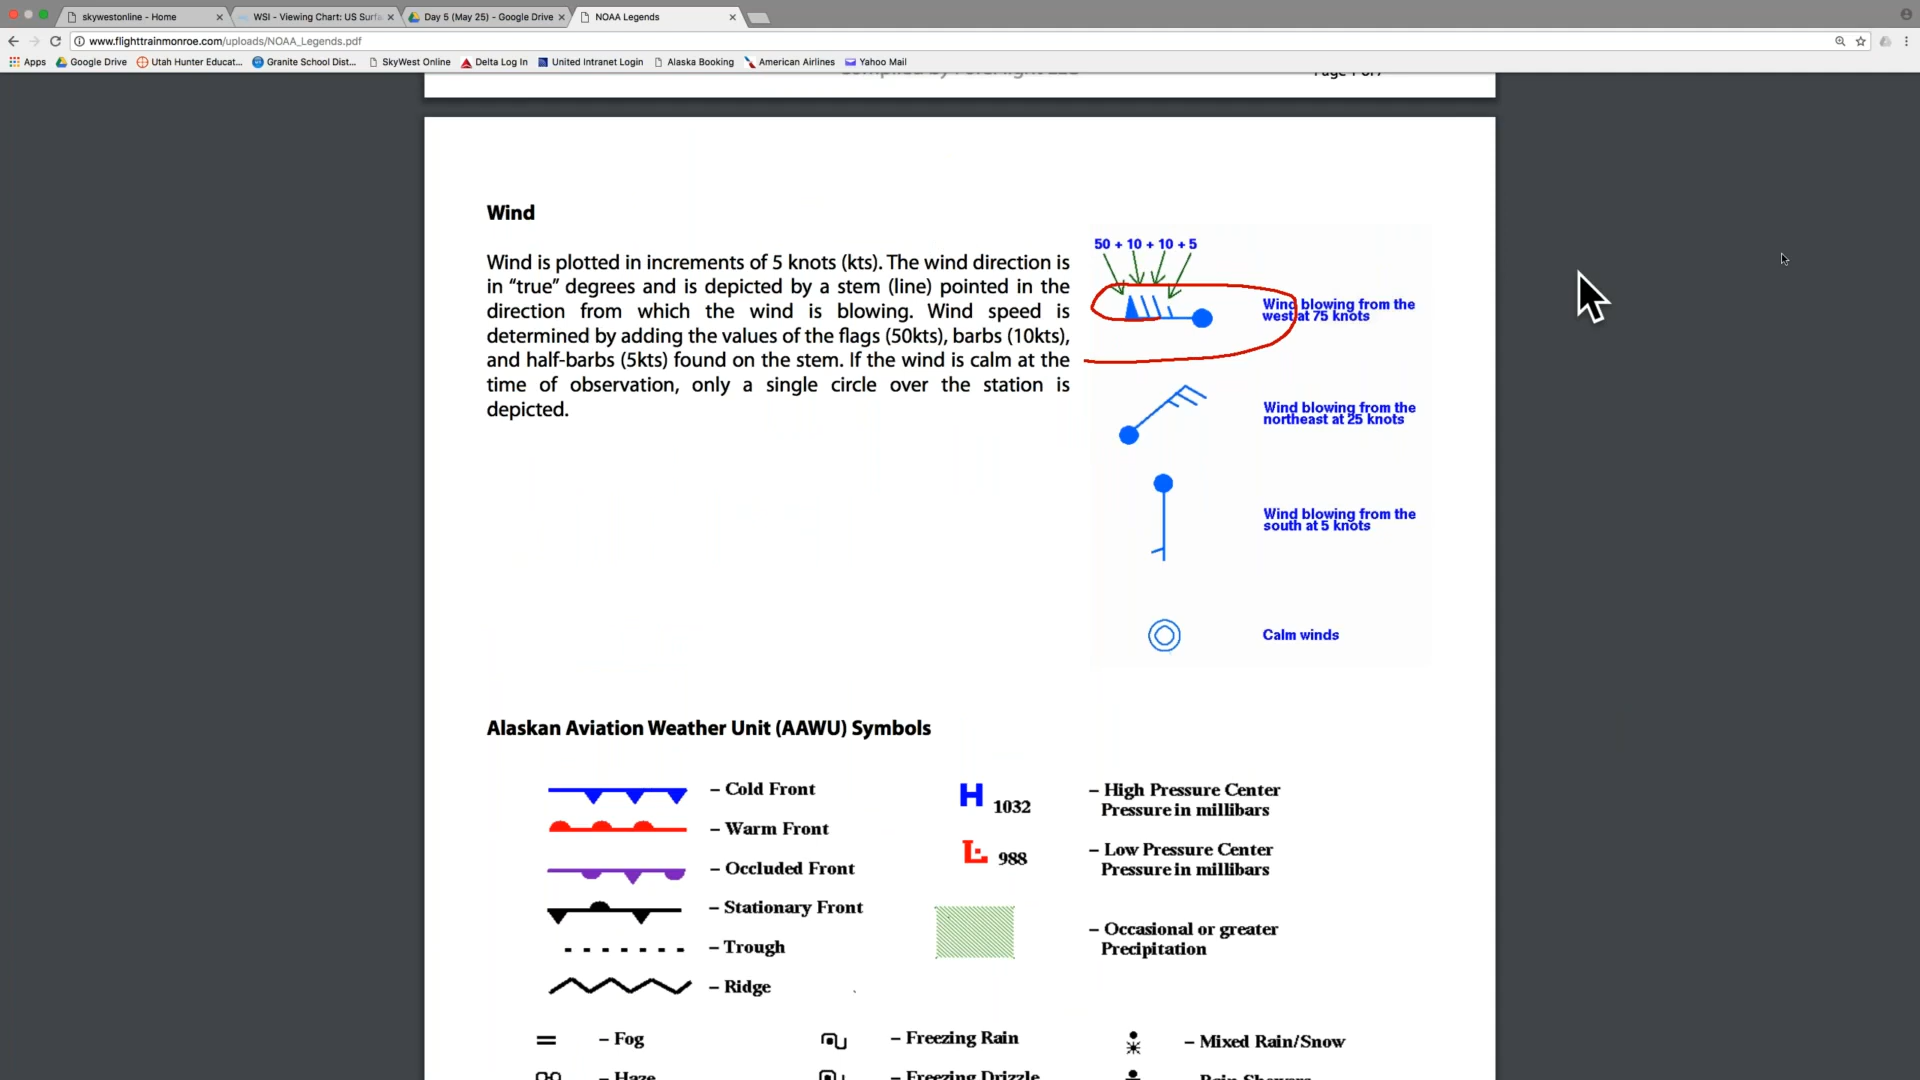 skywestonline - Home
WSI - Viewing Chart: US Surfa
Day 5 (May 25) - Google Drive
NOAA Legends
www.flighttrainmonroe.com/uploads/NOAA_Legends.pdf
Apps
Google Drive
Utah Hunter Educat...
Granite School Dist...
SkyWest Online
Delta Log In
United Intranet Login
Alaska Booking
American Airlines
Yahoo Mail
Wind
Wind is plotted in increments of 5 knots (kts). The wind direction is
in “true” degrees and is depicted by a stem (line) pointed in the
direction from which the wind is blowing. Wind speed is
determined by adding the values of the flags (50kts), barbs (10kts),
and half-barbs (5kts) found on the stem. If the wind is calm at the
time of observation, only a single circle over the station is
depicted.
50 + 10 + 10 + 5
Wind blowing from the
west at 75 knots
Wind blowing from the
northeast at 25 knots
Wind blowing from the
south at 5 knots
Calm winds
Alaskan Aviation Weather Unit (AAWU) Symbols
– Cold Front
– Warm Front
– Occluded Front
– Stationary Front
– Trough
– Ridge
H 1032
L 988
– High Pressure Center
Pressure in millibars
– Low Pressure Center
Pressure in millibars
– Occasional or greater
Precipitation
– Fog
– Freezing Rain
– Mixed Rain/Snow
– Haze
– Freezing Drizzle
– Rain Showers